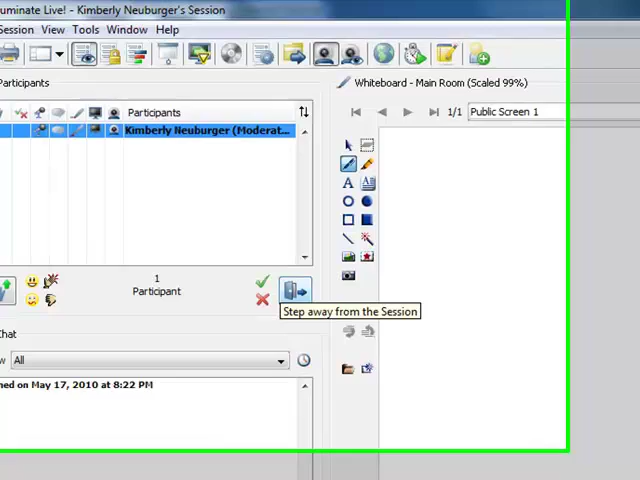 uminate Live! - Kimberly Neuburger's Session
Session View Tools Window Help
Participants
Whiteboard - Main Room (Scaled 99%)
Participants
1/1 Public Screen 1
Kimberly Neuburger (Moderat...
1
Participant
Step away from the Session
Chat
w All
ned on May 17, 2010 at 8:22 PM